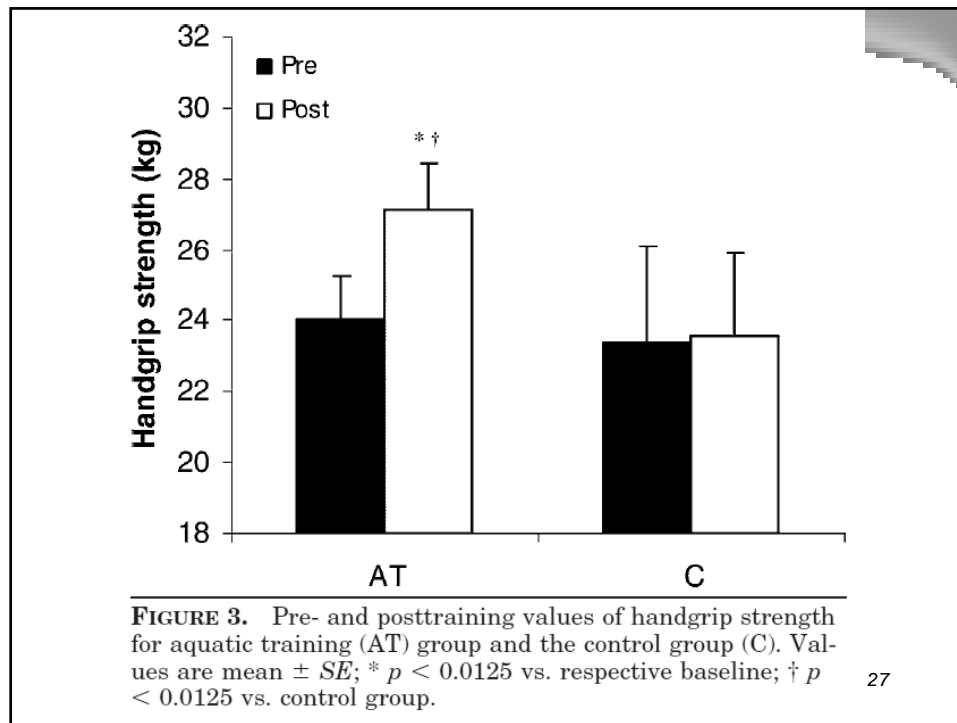 32
30
28
26
24
22
20
18
Handgrip strength (kg)
Pre
Post
* †
AT
C
FIGURE 3. Pre- and posttraining values of handgrip strength
for aquatic training (AT) group and the control group (C). Val-
ues are mean ± SE; * p < 0.0125 vs. respective baseline; † p
< 0.0125 vs. control group.
27